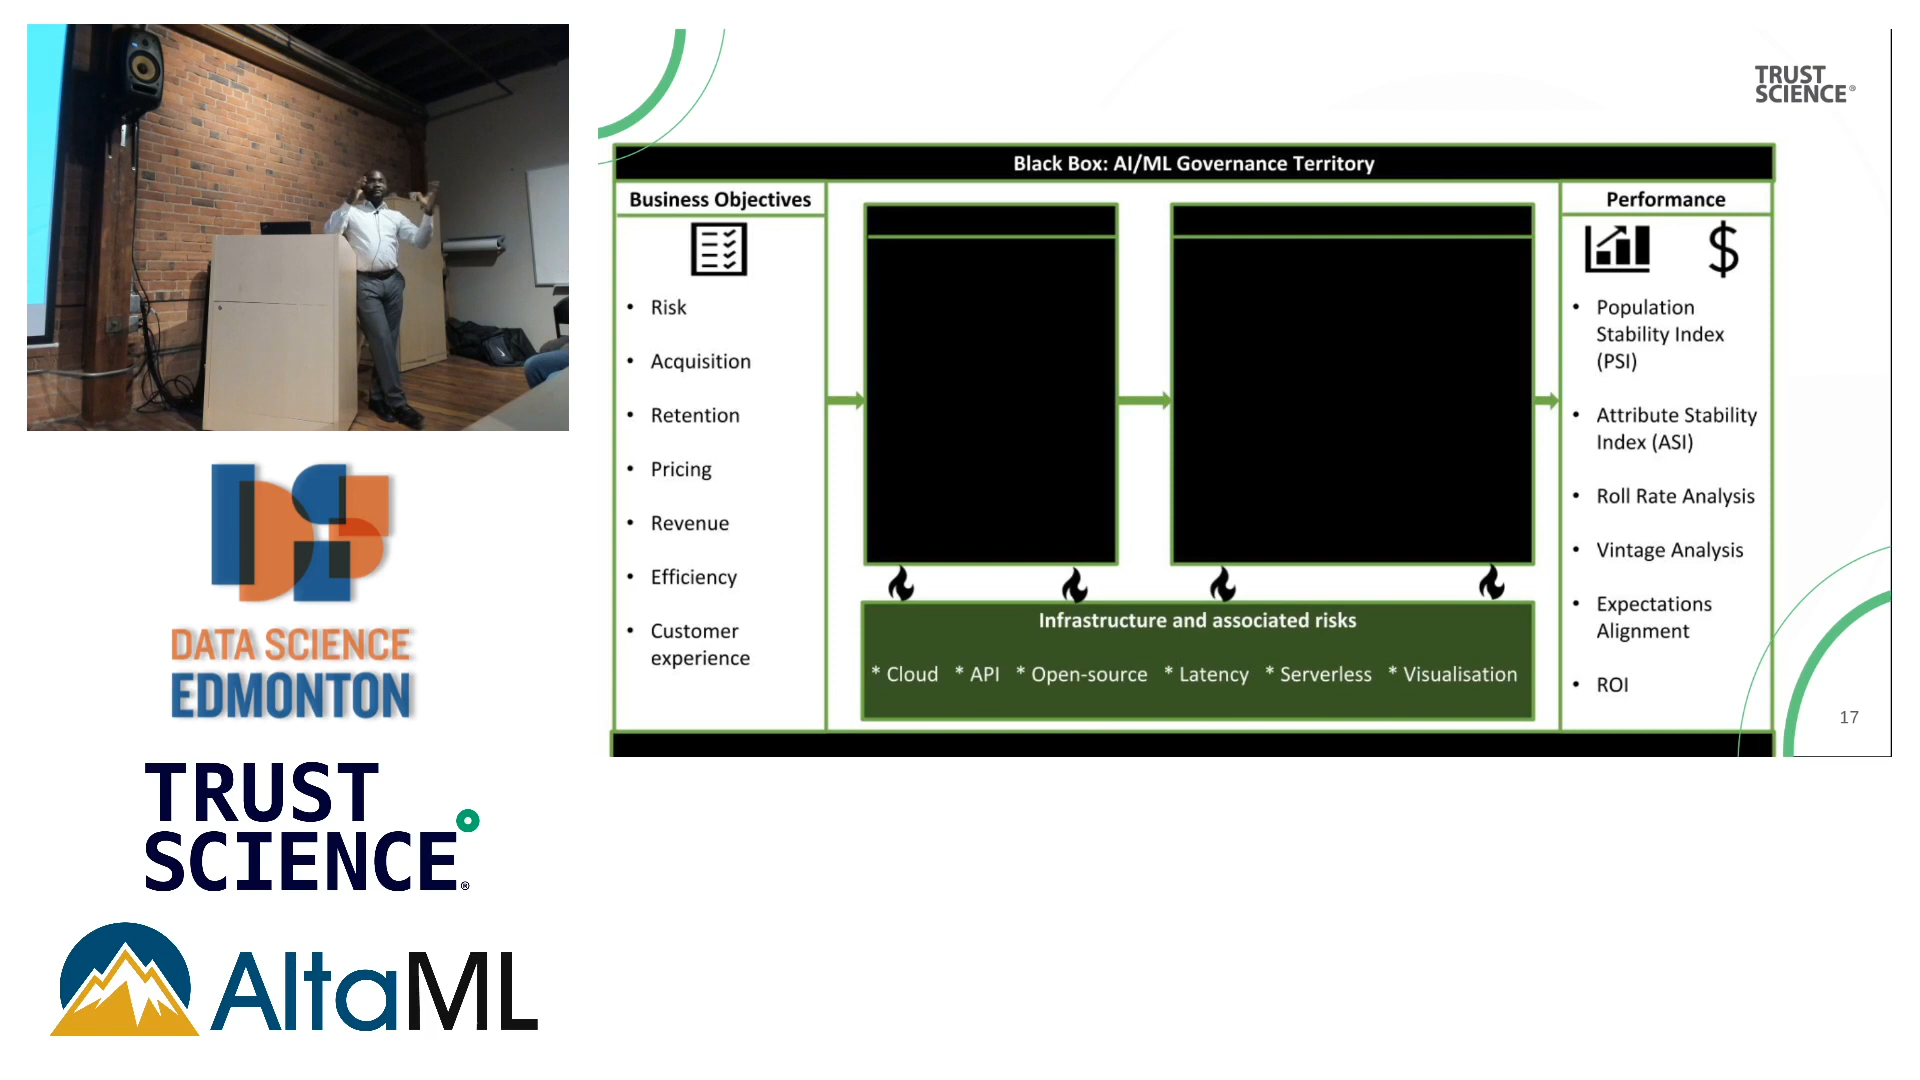 TRUST
SCIENCE®
Black Box: AI/ML Governance Territory
Business Objectives
• Risk
• Acquisition
• Retention
• Pricing
• Revenue
• Efficiency
• Customer
experience
Performance
$
• Population
Stability Index
(PSI)
• Attribute Stability
Index (ASI)
• Roll Rate Analysis
• Vintage Analysis
• Expectations
Alignment
• ROI
Infrastructure and associated risks
* Cloud * API * Open-source * Latency * Serverless * Visualisation
17
DATA SCIENCE
EDMONTON
TRUST
SCIENCE®
AltaML